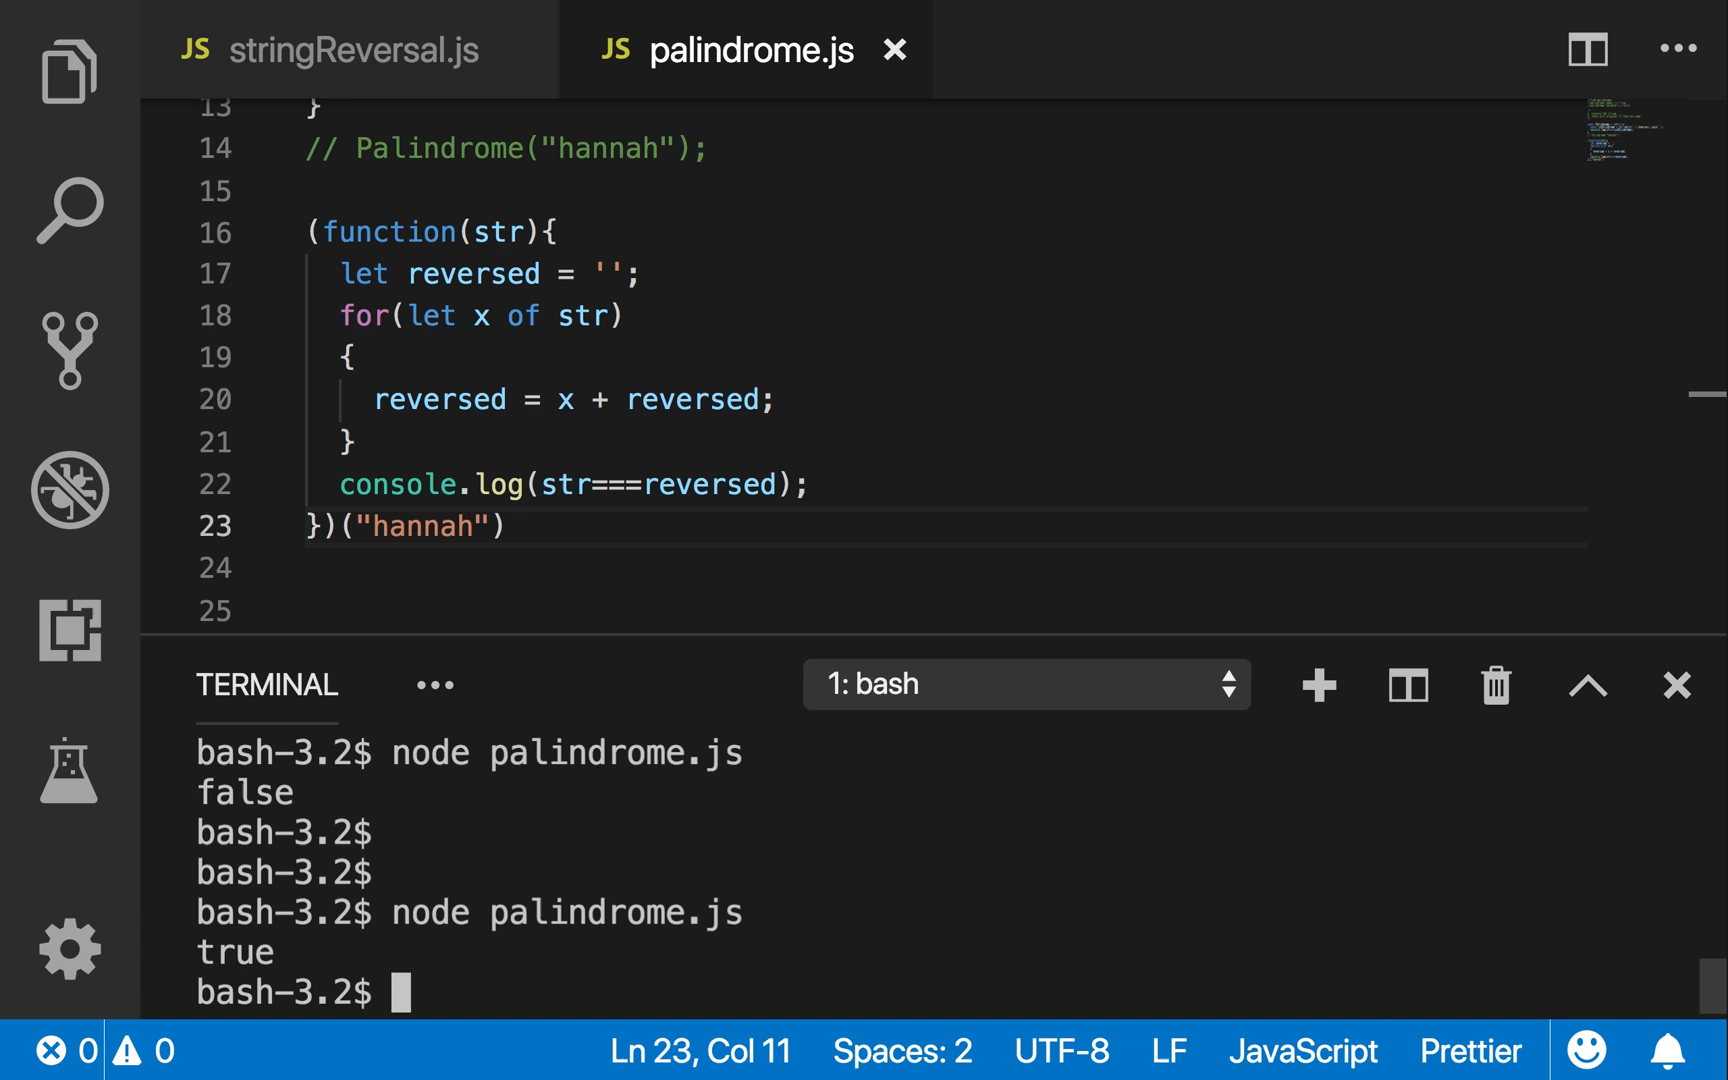 JS stringReversal.js
JS palindrome.js
13 }
14 // Palindrome("hannah");
15
16 (function(str){
17 let reversed = '';
18 for(let x of str)
19 {
20 reversed = x + reversed;
21 }
22 console.log(str===reversed);
23 })("hannah")
24
25
TERMINAL
1: bash
bash-3.2$ node palindrome.js
false
bash-3.2$
bash-3.2$
bash-3.2$ node palindrome.js
true
bash-3.2$
0 0 Ln 23, Col 11 Spaces: 2 UTF-8 LF JavaScript Prettier